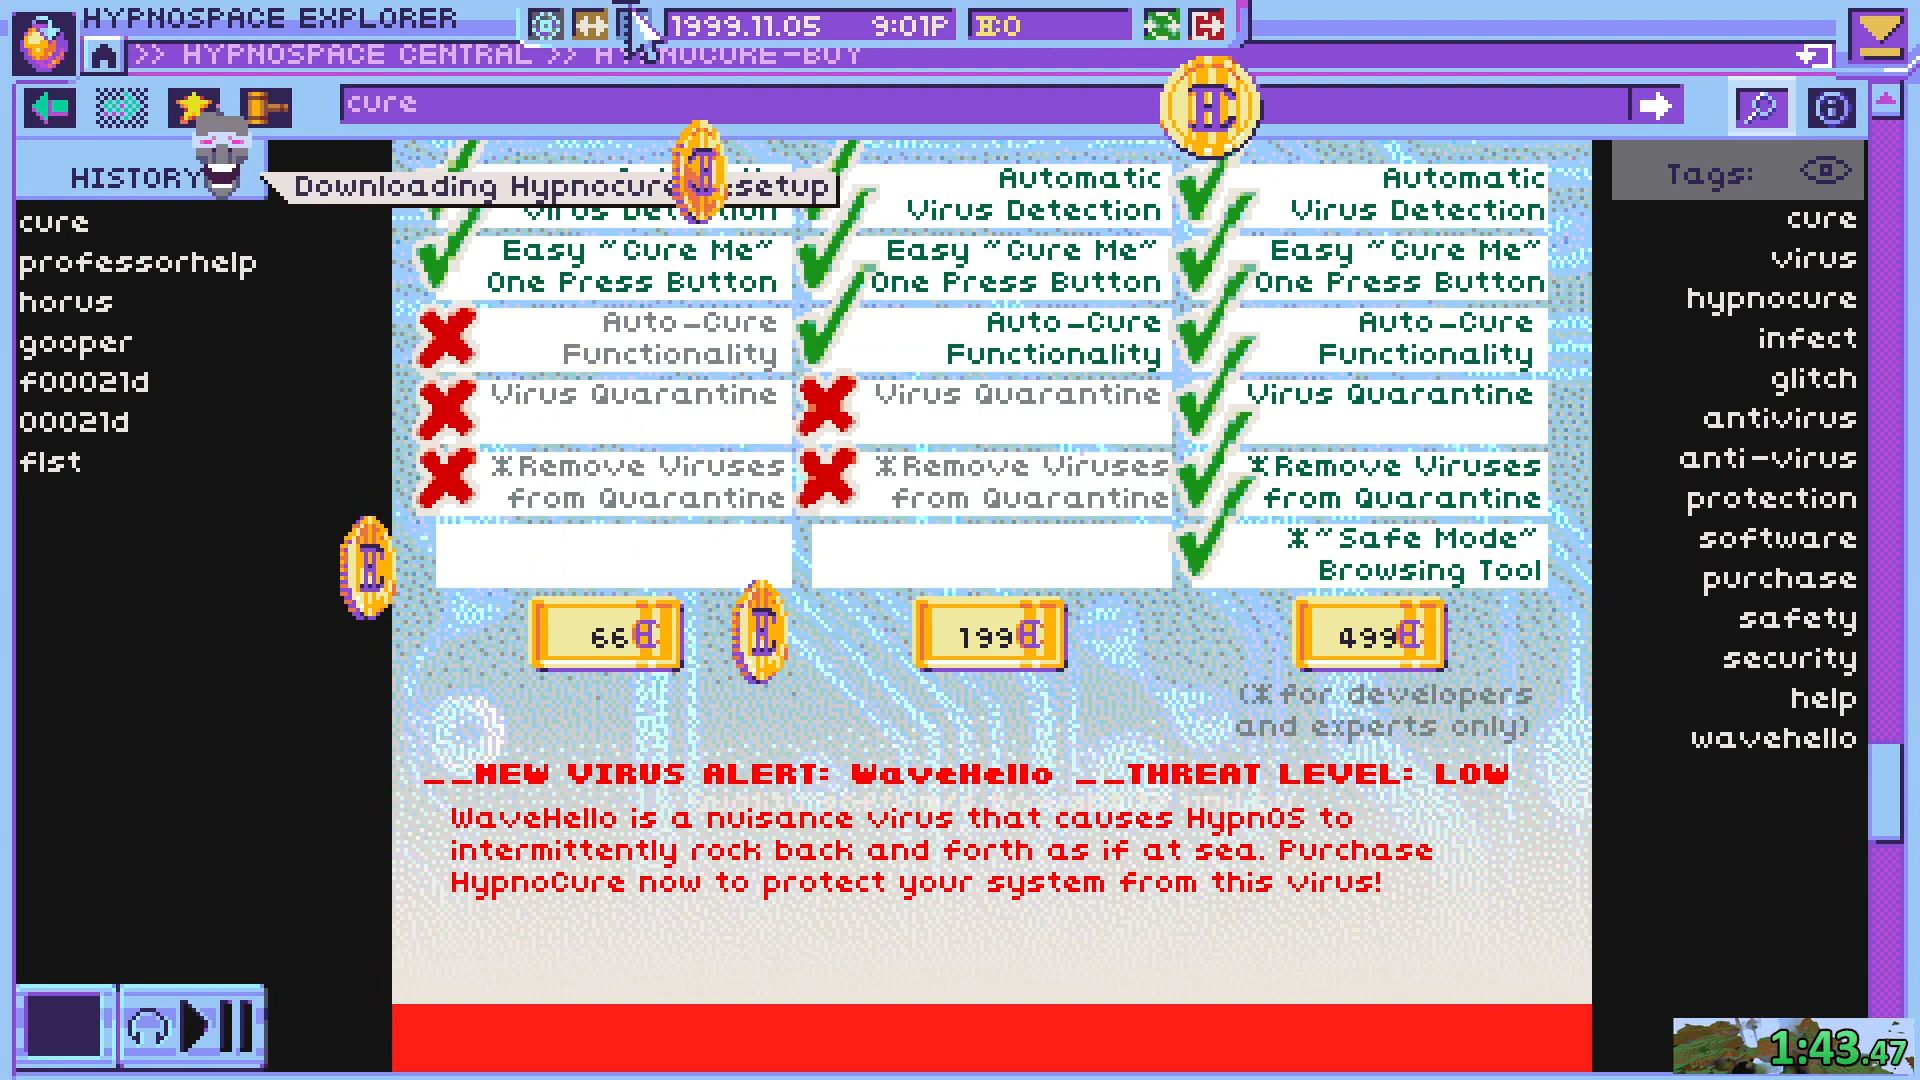 HYPNOSPACE EXPLORER
1999.11.05 9:01P
0
>> HYPNOSPACE CENTRAL >> HYPNOCURE-BUY
cure
HISTORY
Downloading Hypnocure setup
cure
professorhelp
horus
gooper
f00021d
00021d
flst
Virus Detection
Easy ~Cure Me~
One Press Button
Auto-Cure
Functionality
Virus Quarantine
*Remove Viruses
from Quarantine
66
Automatic
Virus Detection
Easy ~Cure Me~
One Press Button
Auto-Cure
Functionality
Virus Quarantine
*Remove Viruses
from Quarantine
199
Automatic
Virus Detection
Easy ~Cure Me~
One Press Button
Auto-Cure
Functionality
Virus Quarantine
*Remove Viruses
from Quarantine
*~Safe Mode~
Browsing Tool
499
(* for developers
and experts only)
__NEW VIRUS ALERT: WaveHello __THREAT LEVEL: LOW
WaveHello is a nuisance virus that causes HypnOS to
intermittently rock back and forth as if at sea. Purchase
HypnoCure now to protect your system from this virus!
Tags:
cure
virus
hypnocure
infect
glitch
antivirus
anti-virus
protection
software
purchase
safety
security
help
wavehello
1:43.47